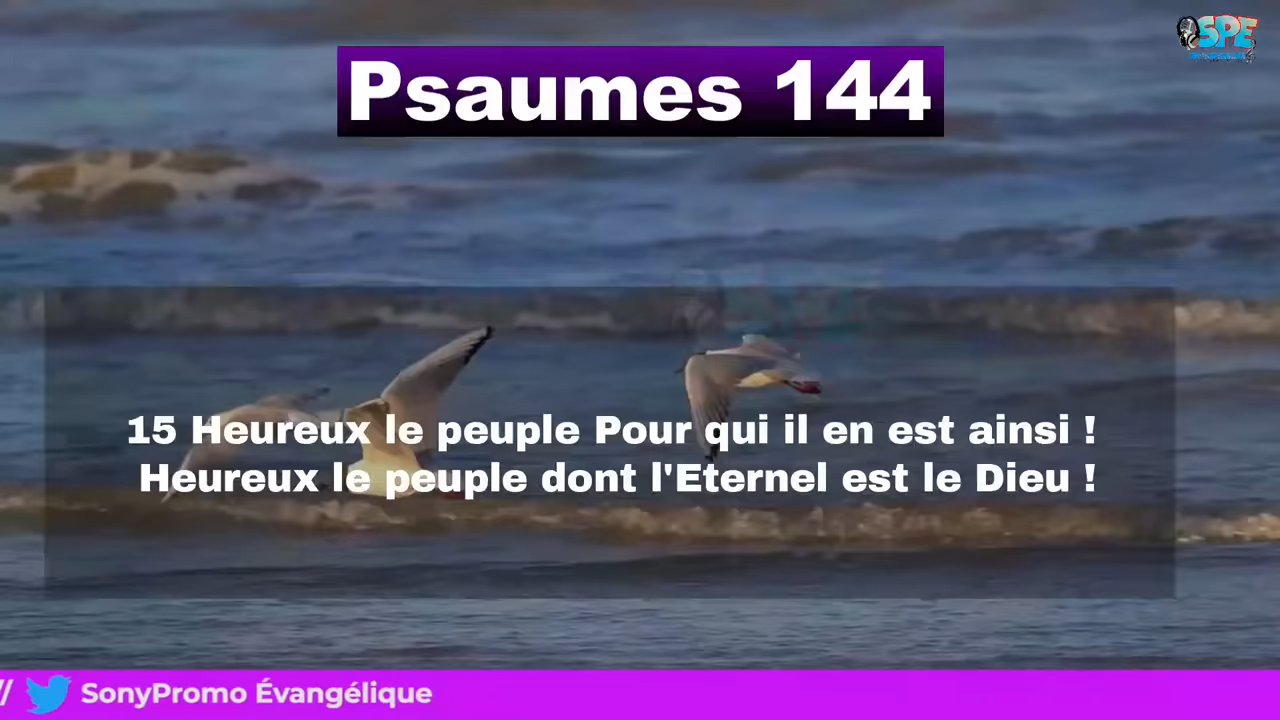 SPE
Psaumes 144
15 Heureux le peuple Pour qui il en est ainsi !
Heureux le peuple dont l'Eternel est le Dieu !
// SonyPromo Évangélique